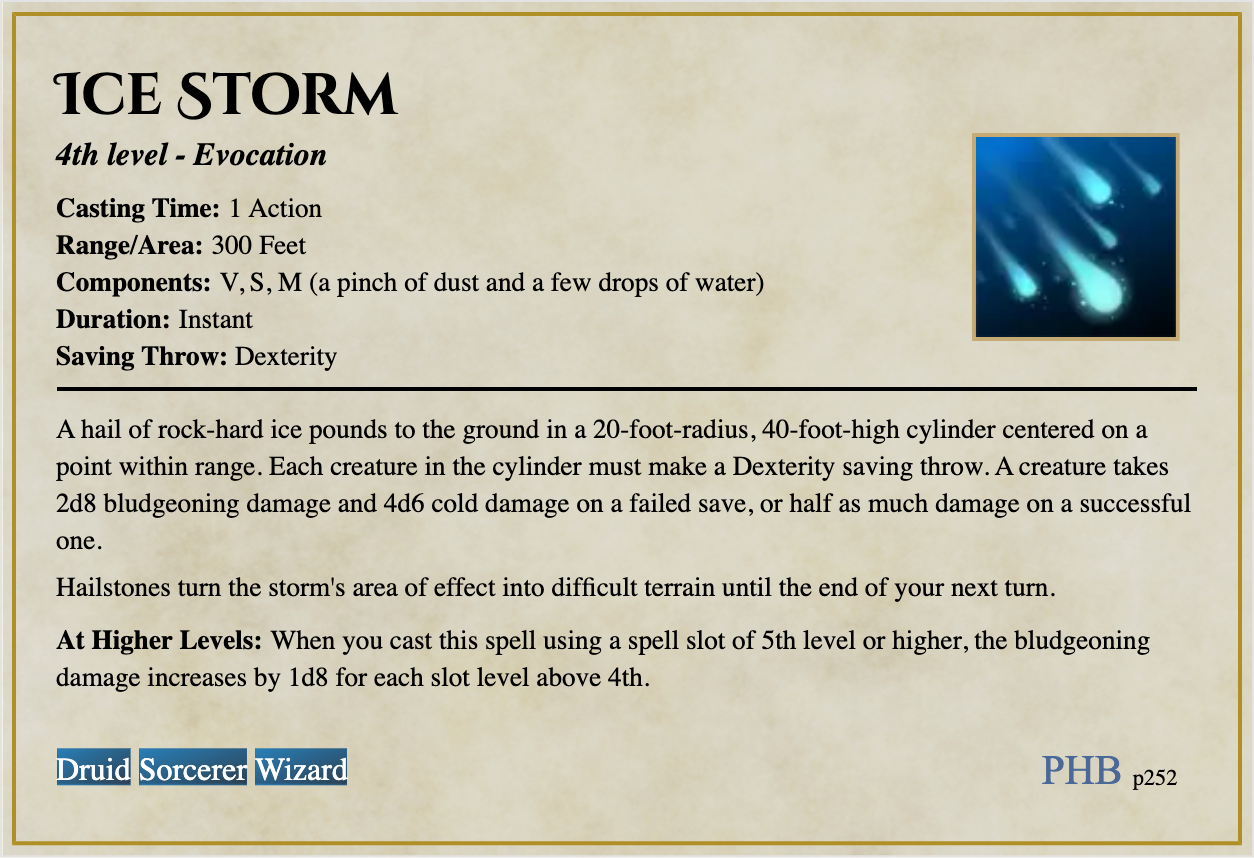 Ice Storm
4th level - Evocation
Casting Time: 1 Action
Range/Area: 300 Feet
Components: V, S, M (a pinch of dust and a few drops of water)
Duration: Instant
Saving Throw: Dexterity
A hail of rock-hard ice pounds to the ground in a 20-foot-radius, 40-foot-high cylinder centered on a
point within range. Each creature in the cylinder must make a Dexterity saving throw. A creature takes
2d8 bludgeoning damage and 4d6 cold damage on a failed save, or half as much damage on a successful
one.
Hailstones turn the storm's area of effect into difficult terrain until the end of your next turn.
At Higher Levels: When you cast this spell using a spell slot of 5th level or higher, the bludgeoning
damage increases by 1d8 for each slot level above 4th.
Druid Sorcerer Wizard
PHB p252